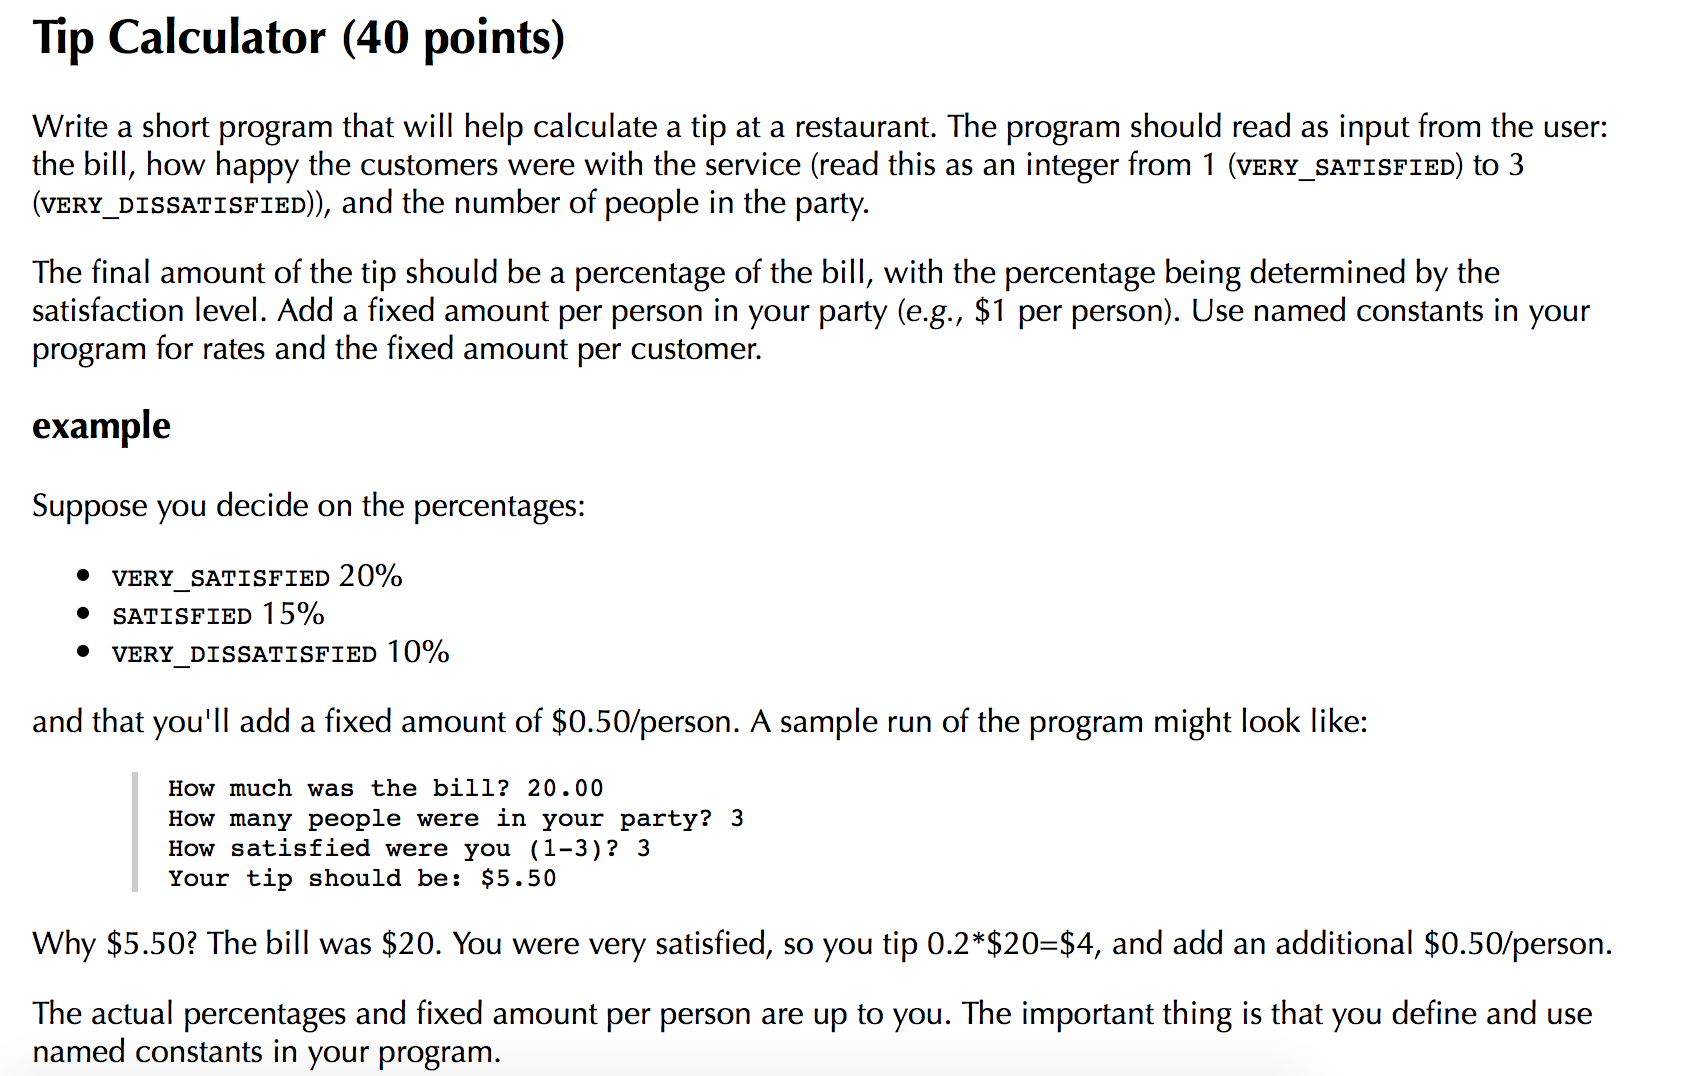 Tip Calculator (40 points)
Write a short program that will help calculate a tip at a restaurant. The program should read as input from the user:
the bill, how happy the customers were with the service (read this as an integer from 1 (VERY_SATISFIED) to 3
(VERY_DISSATISFIED)), and the number of people in the party.
The final amount of the tip should be a percentage of the bill, with the percentage being determined by the
satisfaction level. Add a fixed amount per person in your party (e.g., $1 per person). Use named constants in your
program for rates and the fixed amount per customer.
example
Suppose you decide on the percentages:
• VERY_SATISFIED 20%
• SATISFIED 15%
• VERY_DISSATISFIED 10%
and that you'll add a fixed amount of $0.50/person. A sample run of the program might look like:
How much was the bill? 20.00
How many people were in your party? 3
How satisfied were you (1-3)? 3
Your tip should be: $5.50
Why $5.50? The bill was $20. You were very satisfied, so you tip 0.2*$20=$4, and add an additional $0.50/person.
The actual percentages and fixed amount per person are up to you. The important thing is that you define and use
named constants in your program.